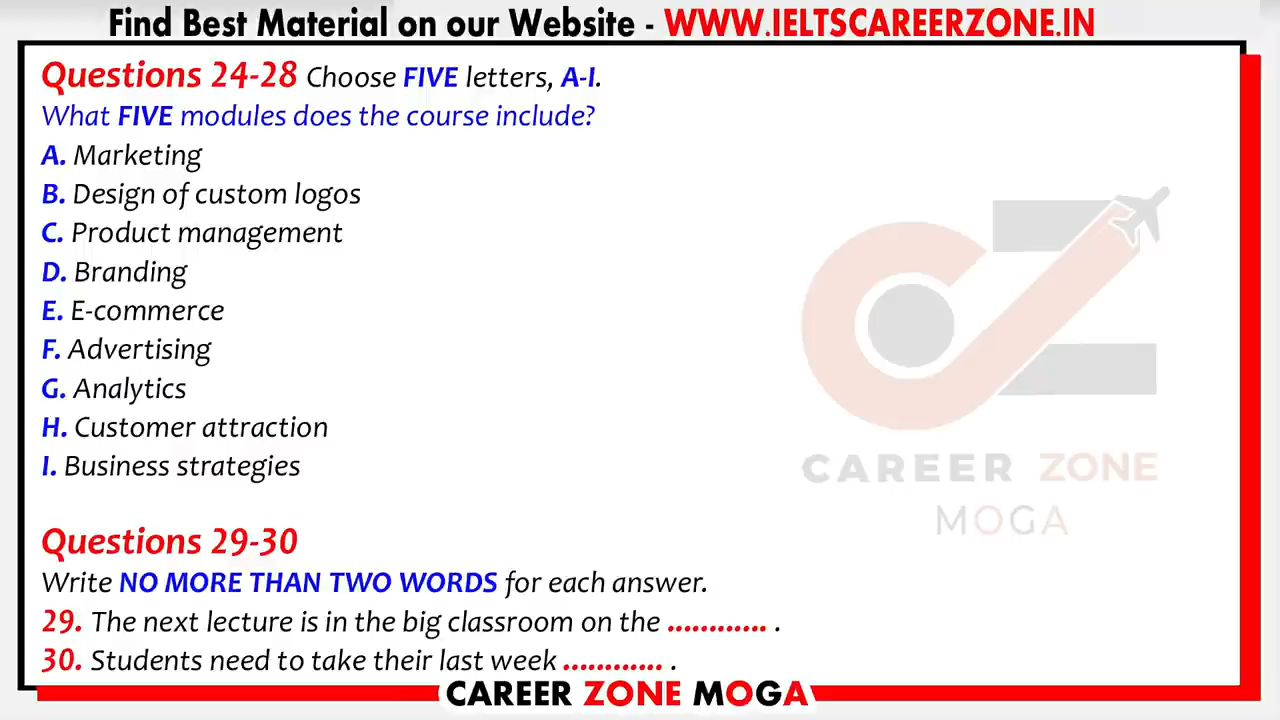 Find Best Material on our Website - WWW.IELTSCAREERZONE.IN
Questions 24-28 Choose FIVE letters, A-I.
What FIVE modules does the course include?
A. Marketing
B. Design of custom logos
C. Product management
D. Branding
E. E-commerce
F. Advertising
G. Analytics
H. Customer attraction
I. Business strategies
CAREER ZONE
MOGA
Questions 29-30
Write NO MORE THAN TWO WORDS for each answer.
29. The next lecture is in the big classroom on the ............. .
30. Students need to take their last week ............. .
CAREER ZONE MOGA